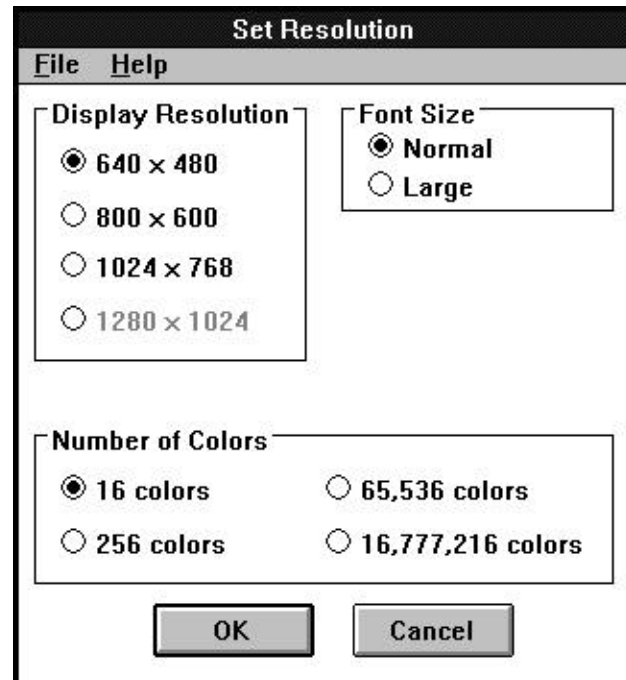 Set Resolution
File Help
Display Resolution
640 × 480
800 × 600
1024 × 768
1280 × 1024
Font Size
Normal
Large
Number of Colors
16 colors
256 colors
65,536 colors
16,777,216 colors
OK
Cancel